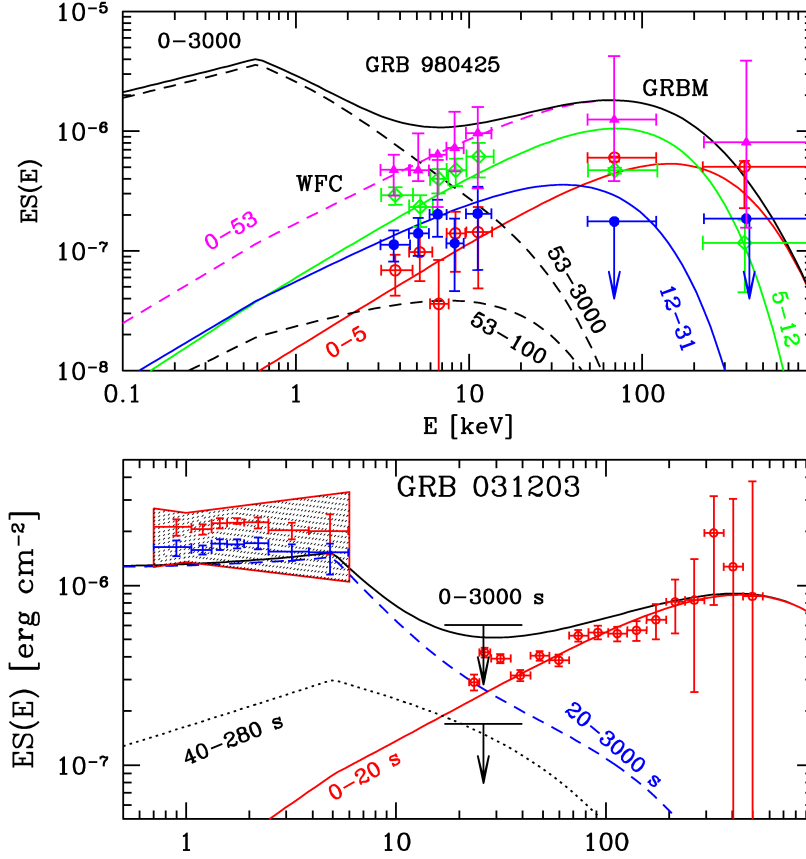 10⁻⁵
0−3000
GRB 980425
GRBM
10⁻⁶
ES(E)
WFC
0−53
10⁻⁷
53−3000
0−5
53−100
12−31
5−12
10⁻⁸
0.1
1
10
100
E [keV]
GRB 031203
10⁻⁶
0−3000 s
ES(E) [erg cm⁻²]
40−280 s
0−20 s
20−3000 s
10⁻⁷
1
10
100